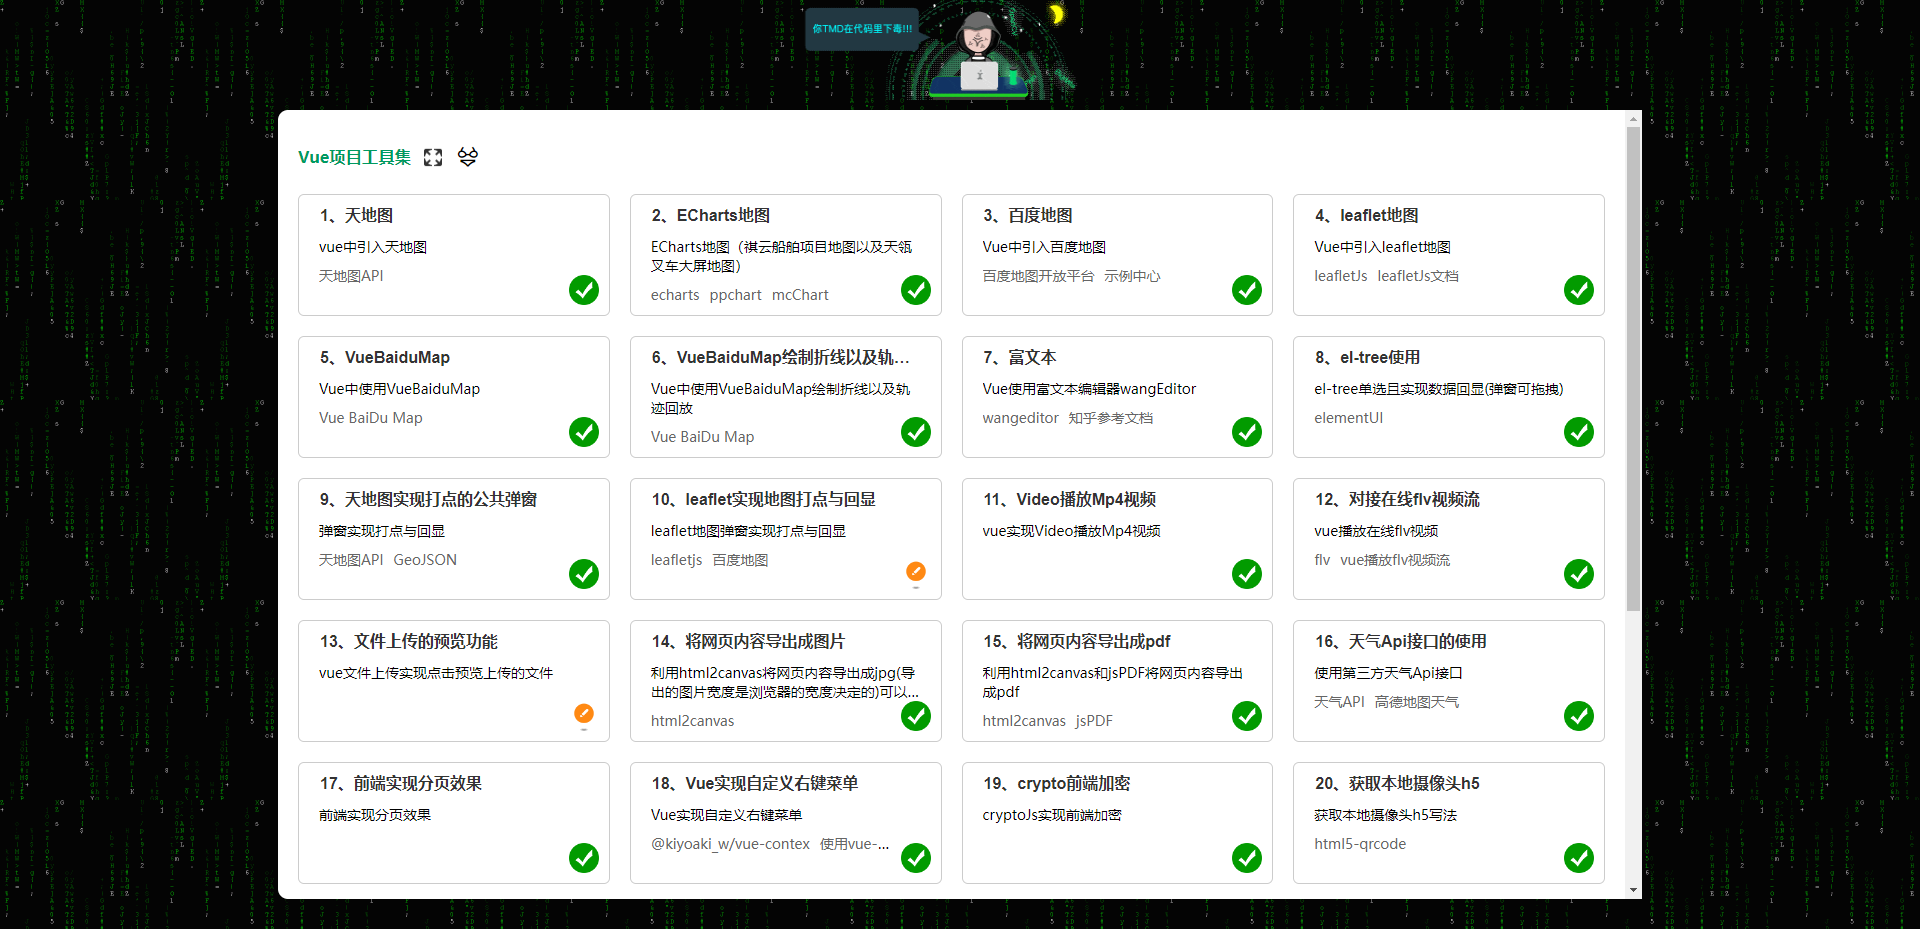 你TMD在代码里下毒!!!
Vue项目工具集
1、天地图
vue中引入天地图
天地图API
2、ECharts地图
ECharts地图（祺云船舶项目地图以及天瓴
叉车大屏地图）
echarts ppchart mcChart
3、百度地图
Vue中引入百度地图
百度地图开放平台 示例中心
4、leaflet地图
Vue中引入leaflet地图
leafletJs leafletJs文档
5、VueBaiduMap
Vue中使用VueBaiduMap
Vue BaiDu Map
6、VueBaiduMap绘制折线以及轨...
Vue中使用VueBaiduMap绘制折线以及轨
迹回放
Vue BaiDu Map
7、富文本
Vue使用富文本编辑器wangEditor
wangeditor 知乎参考文档
8、el-tree使用
el-tree单选且实现数据回显(弹窗可拖拽)
elementUI
9、天地图实现打点的公共弹窗
弹窗实现打点与回显
天地图API GeoJSON
10、leaflet实现地图打点与回显
leaflet地图弹窗实现打点与回显
leafletjs 百度地图
11、Video播放Mp4视频
vue实现Video播放Mp4视频
12、对接在线flv视频流
vue播放在线flv视频
flv vue播放flv视频流
13、文件上传的预览功能
vue文件上传实现点击预览上传的文件
14、将网页内容导出成图片
利用html2canvas将网页内容导出成jpg(导
出的图片宽度是浏览器的宽度决定的)可以...
html2canvas
15、将网页内容导出成pdf
利用html2canvas和jsPDF将网页内容导出
成pdf
html2canvas jsPDF
16、天气Api接口的使用
使用第三方天气Api接口
天气API 高德地图天气
17、前端实现分页效果
前端实现分页效果
18、Vue实现自定义右键菜单
Vue实现自定义右键菜单
@kiyoaki_w/vue-contex 使用vue-...
19、crypto前端加密
cryptoJs实现前端加密
20、获取本地摄像头h5
获取本地摄像头h5写法
html5-qrcode